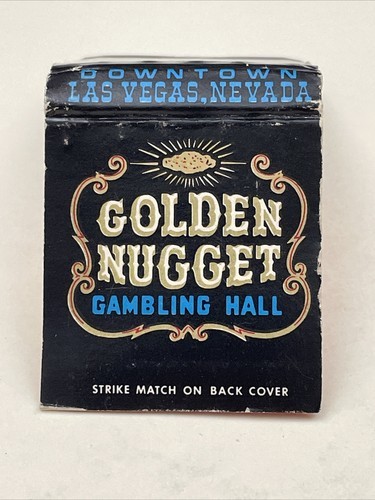 DOWNTOWN
LAS VEGAS, NEVADA
GOLDEN
NUGGET
GAMBLING HALL
STRIKE MATCH ON BACK COVER